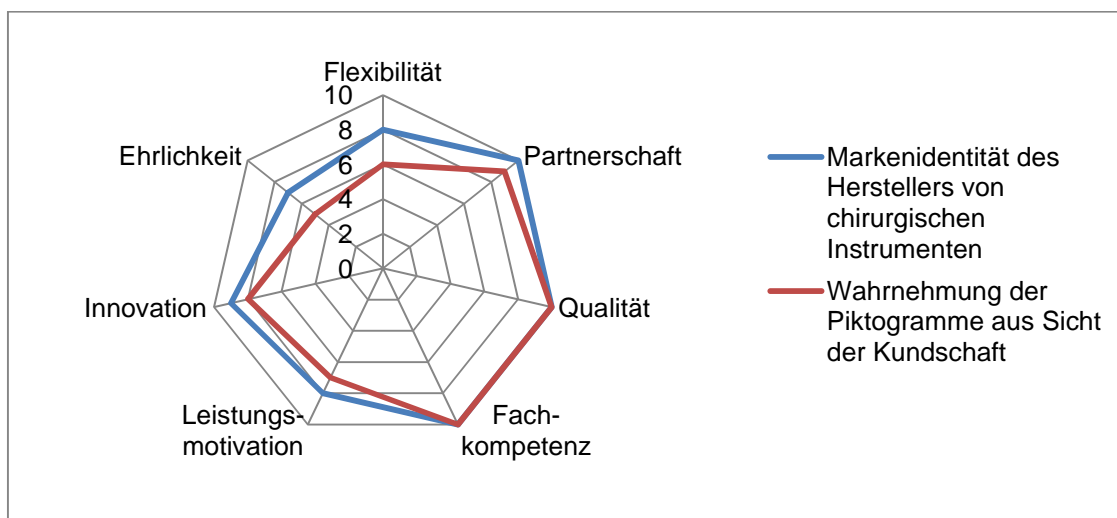 Flexibilität
10
8
6
4
2
0
Partnerschaft
Qualität
Fach-
kompetenz
Leistungs-
motivation
Innovation
Ehrlichkeit
Markenidentität des
Herstellers von
chirurgischen
Instrumenten
Wahrnehmung der
Piktogramme aus Sicht
der Kundschaft